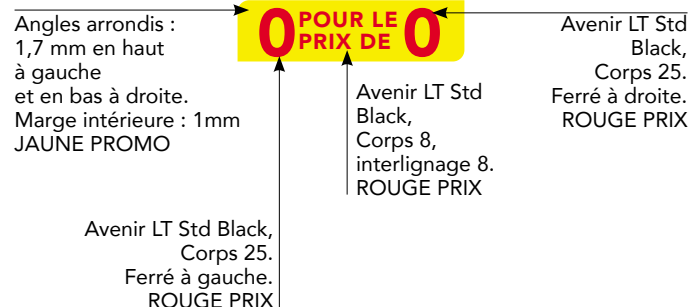 Angles arrondis :
1,7 mm en haut
à gauche
et en bas à droite.
Marge intérieure : 1mm
JAUNE PROMO
0 POUR LE
PRIX DE 0
Avenir LT Std
Black,
Corps 25.
Ferré à droite.
ROUGE PRIX
Avenir LT Std
Black,
Corps 8,
interlignage 8.
ROUGE PRIX
Avenir LT Std Black,
Corps 25.
Ferré à gauche.
ROUGE PRIX